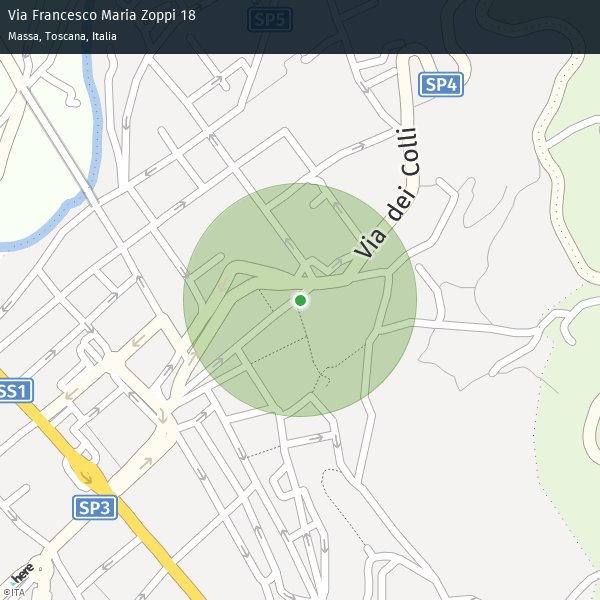 Via Francesco Maria Zoppi 18
Massa, Toscana, Italia
SP5
SP4
Via dei Colli
SS1
SP3
here
©ITA